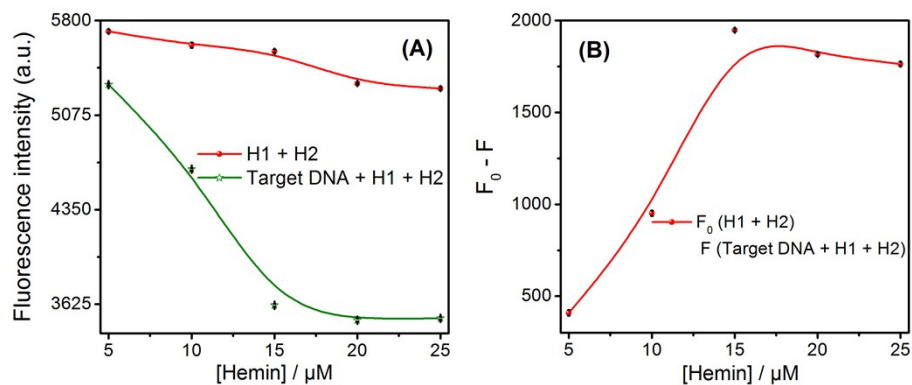 (A)
Fluorescence intensity (a.u.)
5800
5075
4350
3625
H1 + H2
Target DNA + H1 + H2
5 10 15 20 25
[Hemin] / µM
(B)
F₀ - F
2000
1500
1000
500
F₀ (H1 + H2)
F (Target DNA + H1 + H2)
5 10 15 20 25
[Hemin] / µM